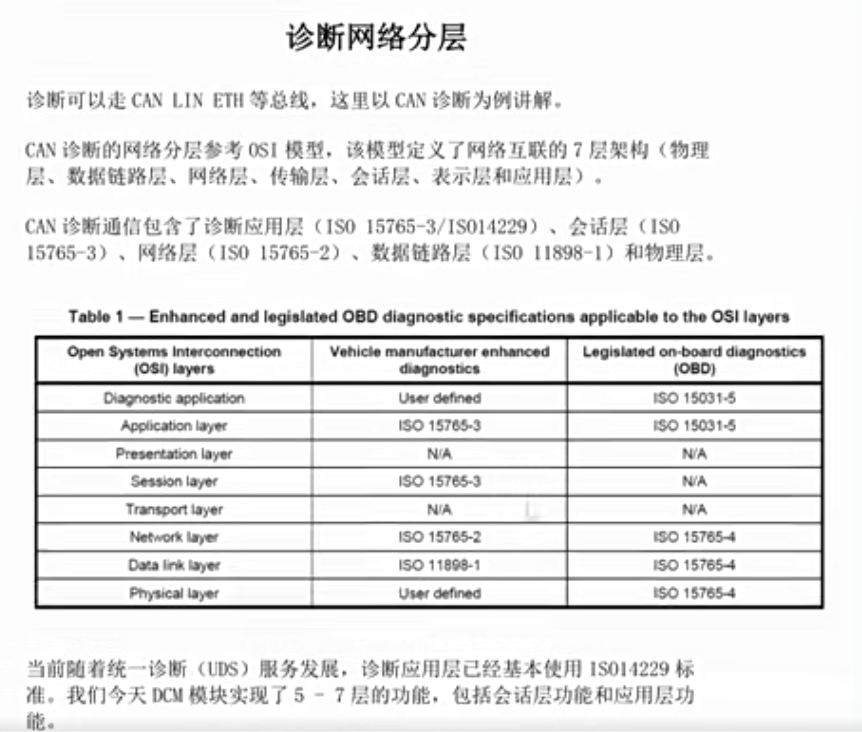 诊断网络分层
诊断可以走 CAN LIN ETH 等总线，这里以 CAN 诊断为例讲解。
CAN 诊断的网络分层参考 OSI 模型，该模型定义了网络互联的 7 层架构（物理
层、数据链路层、网络层、传输层、会话层、表示层和应用层）。
CAN 诊断通信包含了诊断应用层（ISO 15765-3/ISO14229）、会话层（ISO
15765-3）、网络层（ISO 15765-2）、数据链路层（ISO 11898-1）和物理层。
Table 1 — Enhanced and legislated OBD diagnostic specifications applicable to the OSI layers
Open Systems Interconnection (OSI) layers Vehicle manufacturer enhanced diagnostics Legislated on-board diagnostics (OBD)
Diagnostic application User defined ISO 15031-5
Application layer ISO 15765-3 ISO 15031-5
Presentation layer N/A N/A
Session layer ISO 15765-3 N/A
Transport layer N/A N/A
Network layer ISO 15765-2 ISO 15765-4
Data link layer ISO 11898-1 ISO 15765-4
Physical layer User defined ISO 15765-4
当前随着统一诊断（UDS）服务发展，诊断应用层已经基本使用 ISO14229 标
准。我们今天 DCM 模块实现了 5 - 7 层的功能，包括会话层功能和应用层功
能。